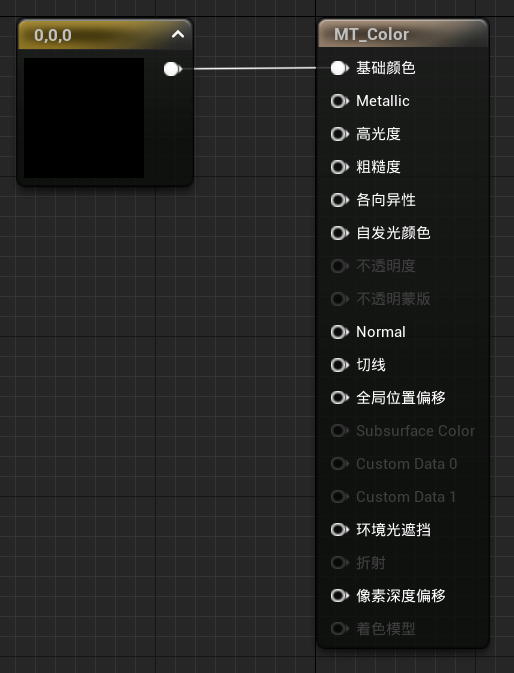 0,0,0
MT_Color
基础颜色
Metallic
高光度
粗糙度
各向异性
自发光颜色
不透明度
不透明蒙版
Normal
切线
全局位置偏移
Subsurface Color
Custom Data 0
Custom Data 1
环境光遮挡
折射
像素深度偏移
着色模型